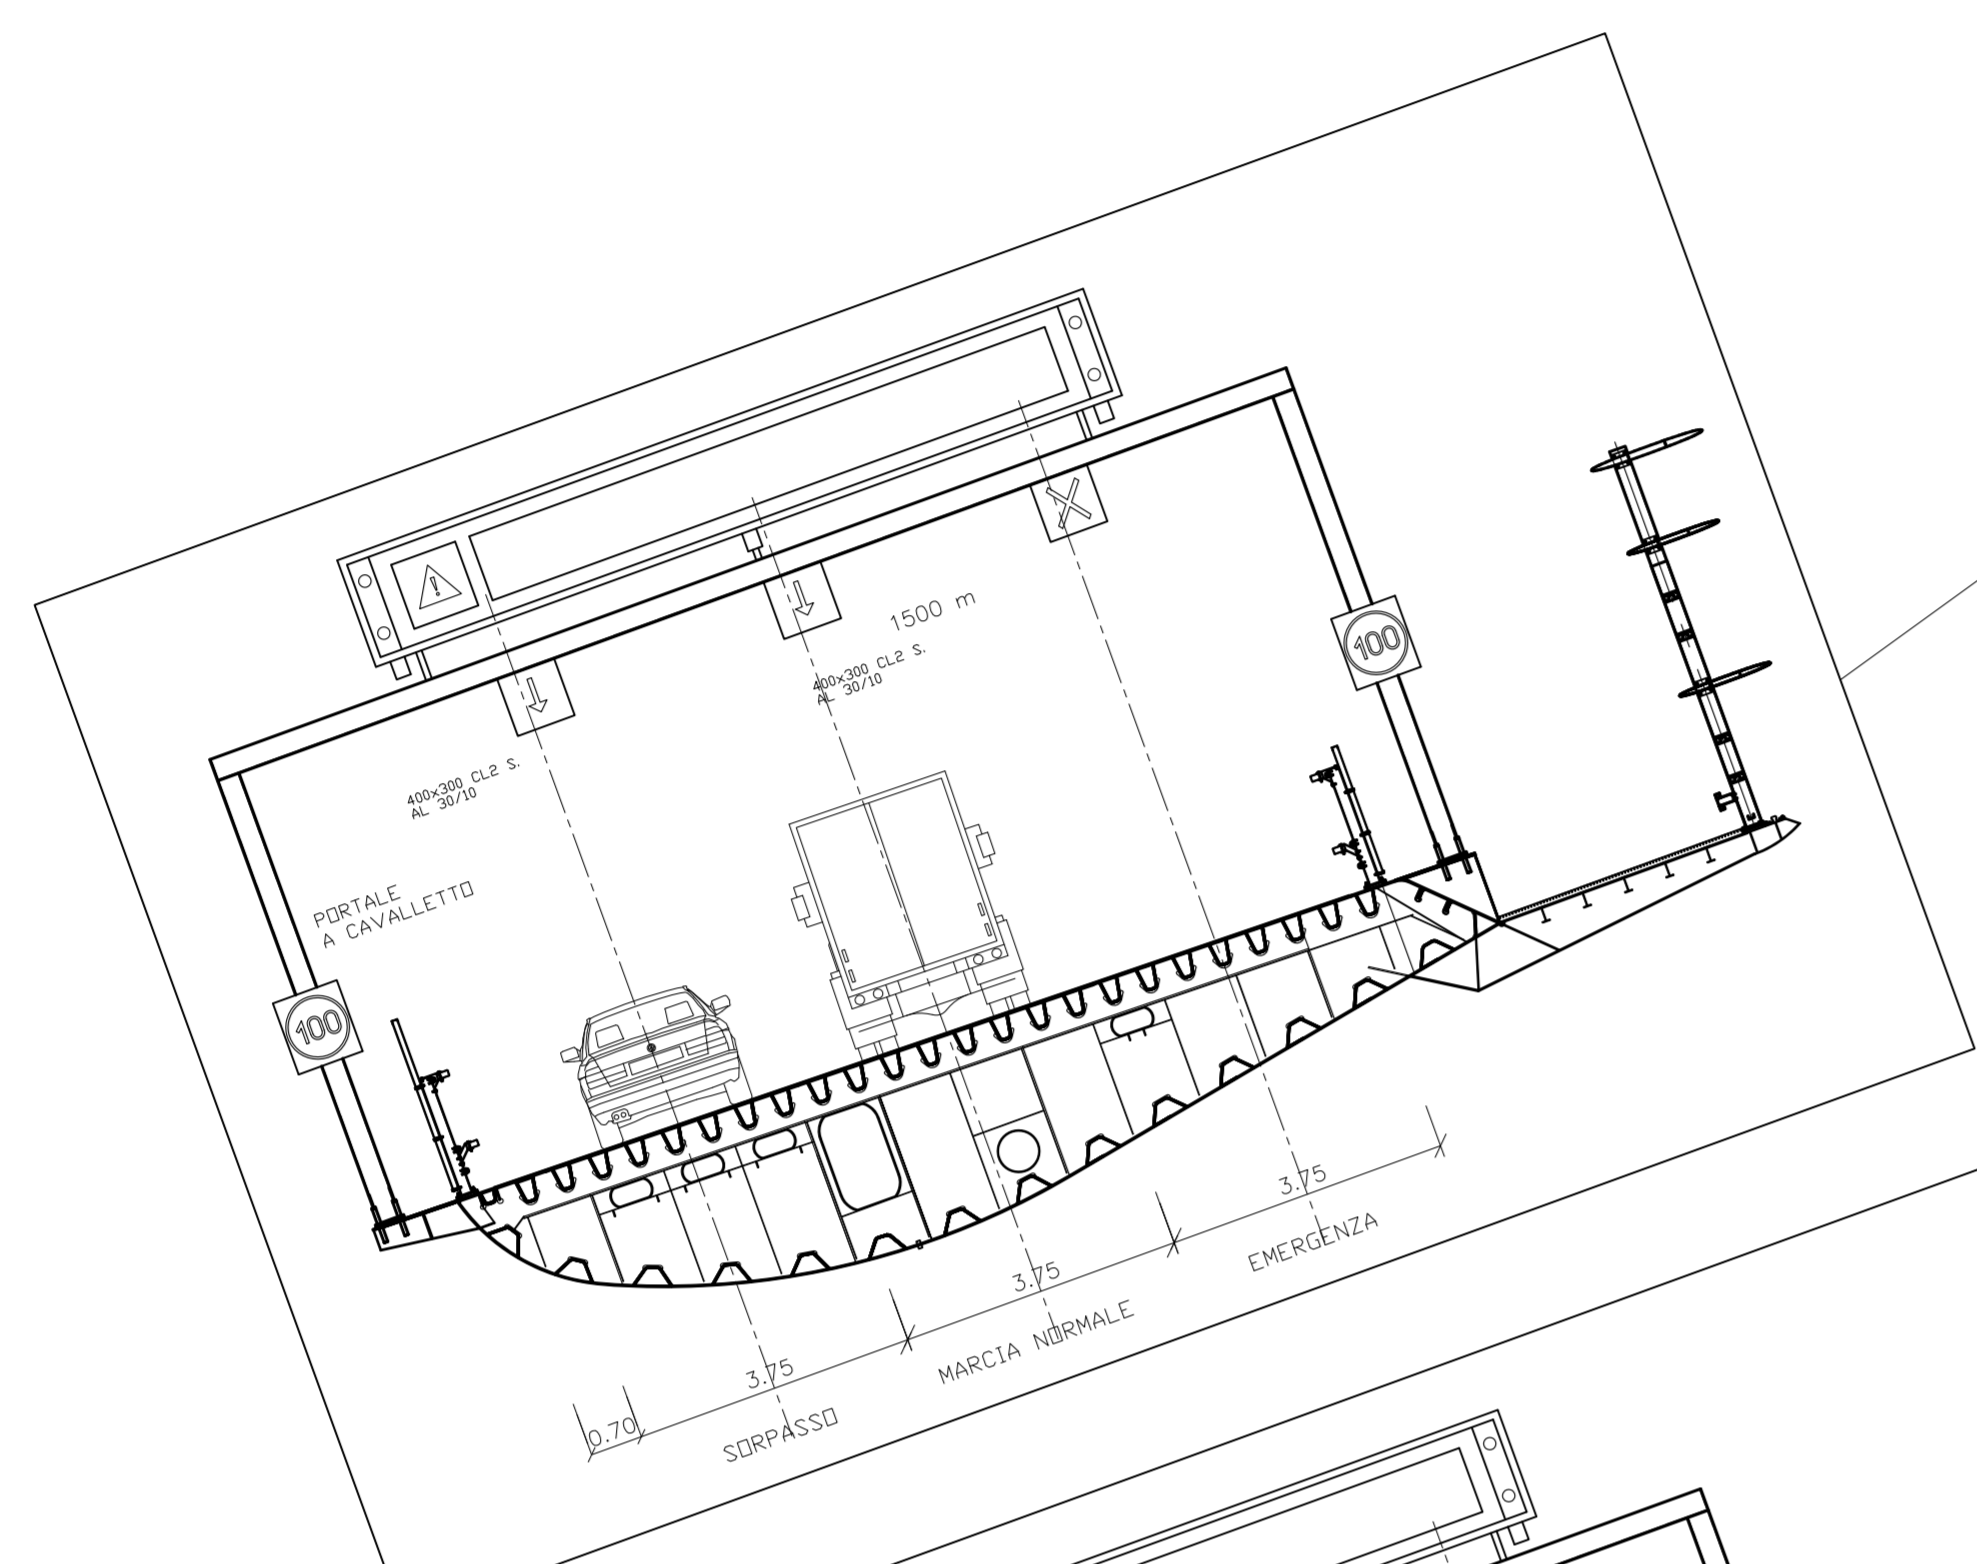 !
1500 m
400x300 CL2 S.
AL 30/10
100
400x300 CL2 S.
AL 30/10
PORTALE
A CAVALLETTO
100
3.75
EMERGENZA
3.75
MARCIA NORMALE
3.75
0.70
SORPASSO